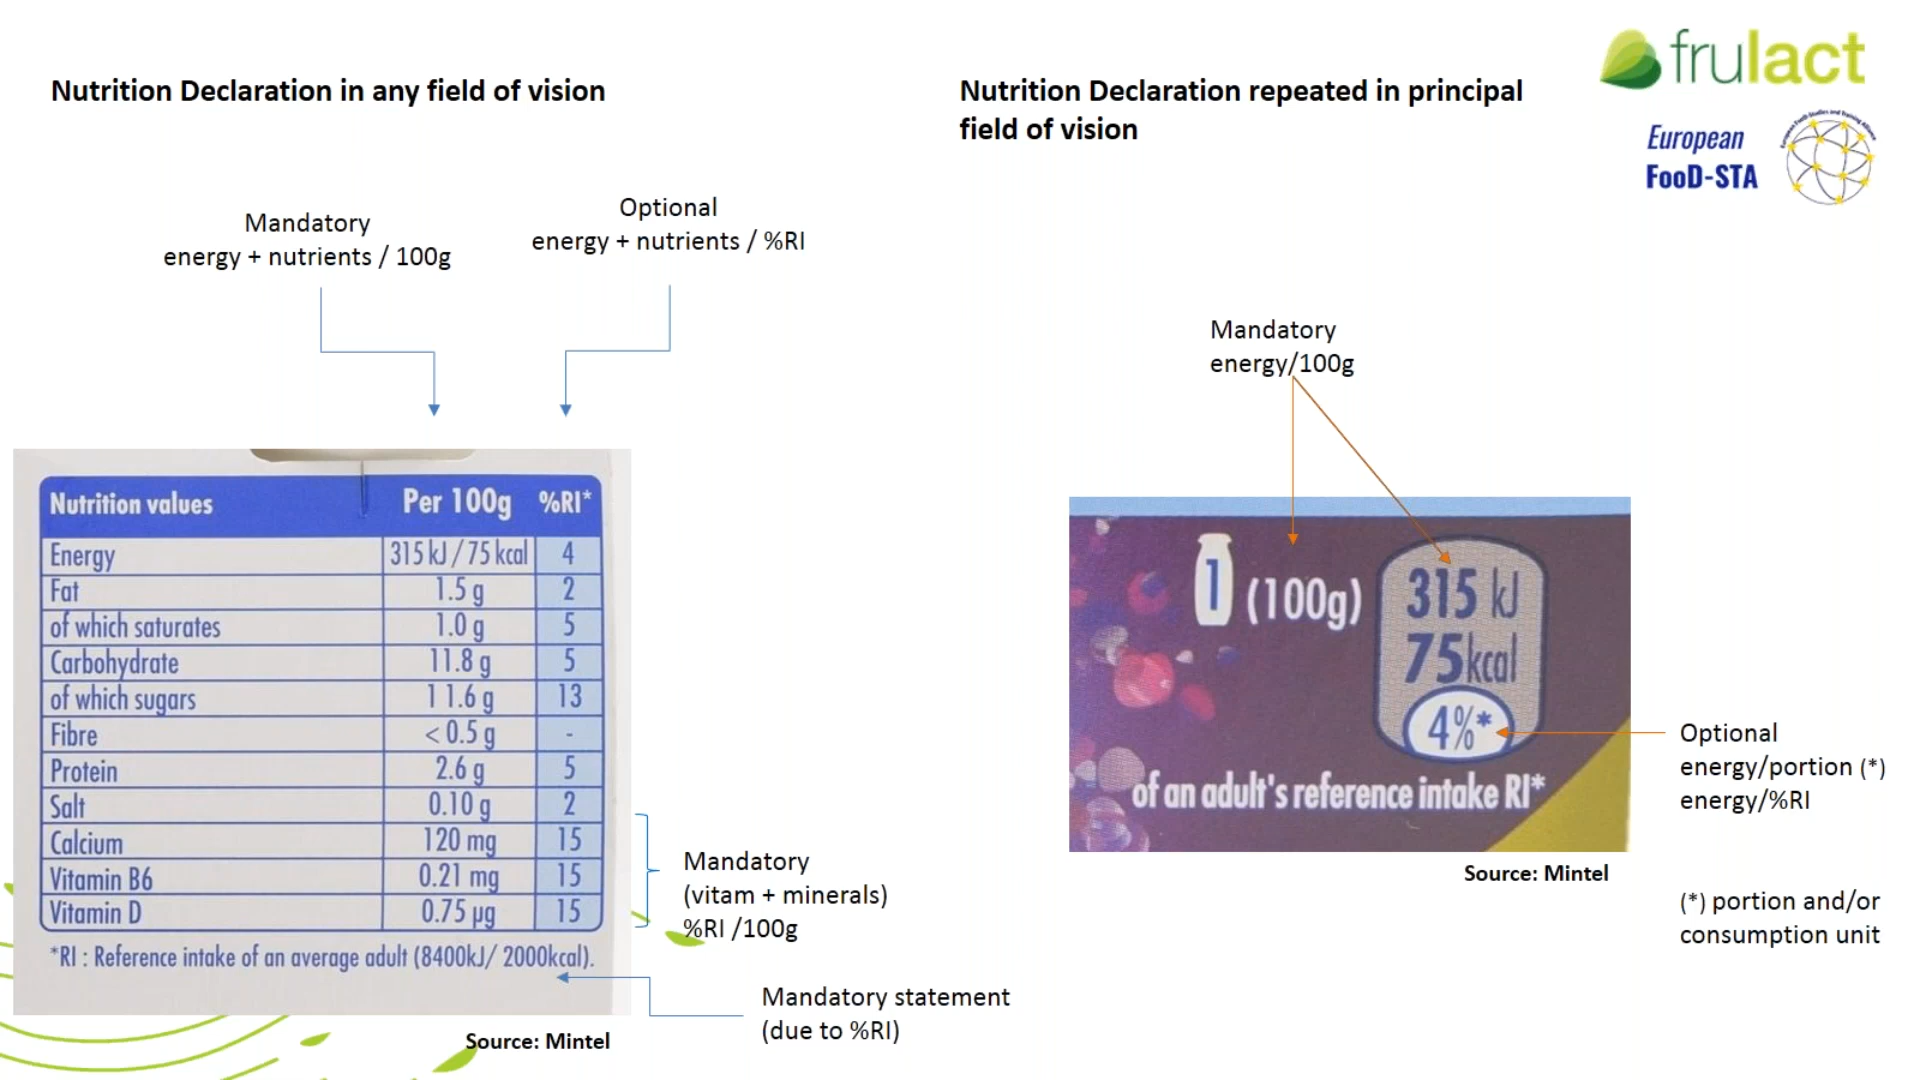 frulact
European
FooD-STA
European FooD-Studies and Training Alliance
Nutrition Declaration in any field of vision
Mandatory
energy + nutrients / 100g
Optional
energy + nutrients / %RI
Nutrition values Per 100g %RI*
Energy 315 kJ / 75 kcal 4
Fat 1.5 g 2
of which saturates 1.0 g 5
Carbohydrate 11.8 g 5
of which sugars 11.6 g 13
Fibre < 0.5 g -
Protein 2.6 g 5
Salt 0.10 g 2
Calcium 120 mg 15
Vitamin B6 0.21 mg 15
Vitamin D 0.75 µg 15
*RI : Reference intake of an average adult (8400kJ/ 2000kcal).
Mandatory
(vitam + minerals)
%RI /100g
Mandatory statement
(due to %RI)
Source: Mintel
Nutrition Declaration repeated in principal
field of vision
Mandatory
energy/100g
1 (100g)
315 kJ
75kcal
4%*
of an adult's reference intake RI*
Optional
energy/portion (*)
energy/%RI
Source: Mintel
(*) portion and/or
consumption unit